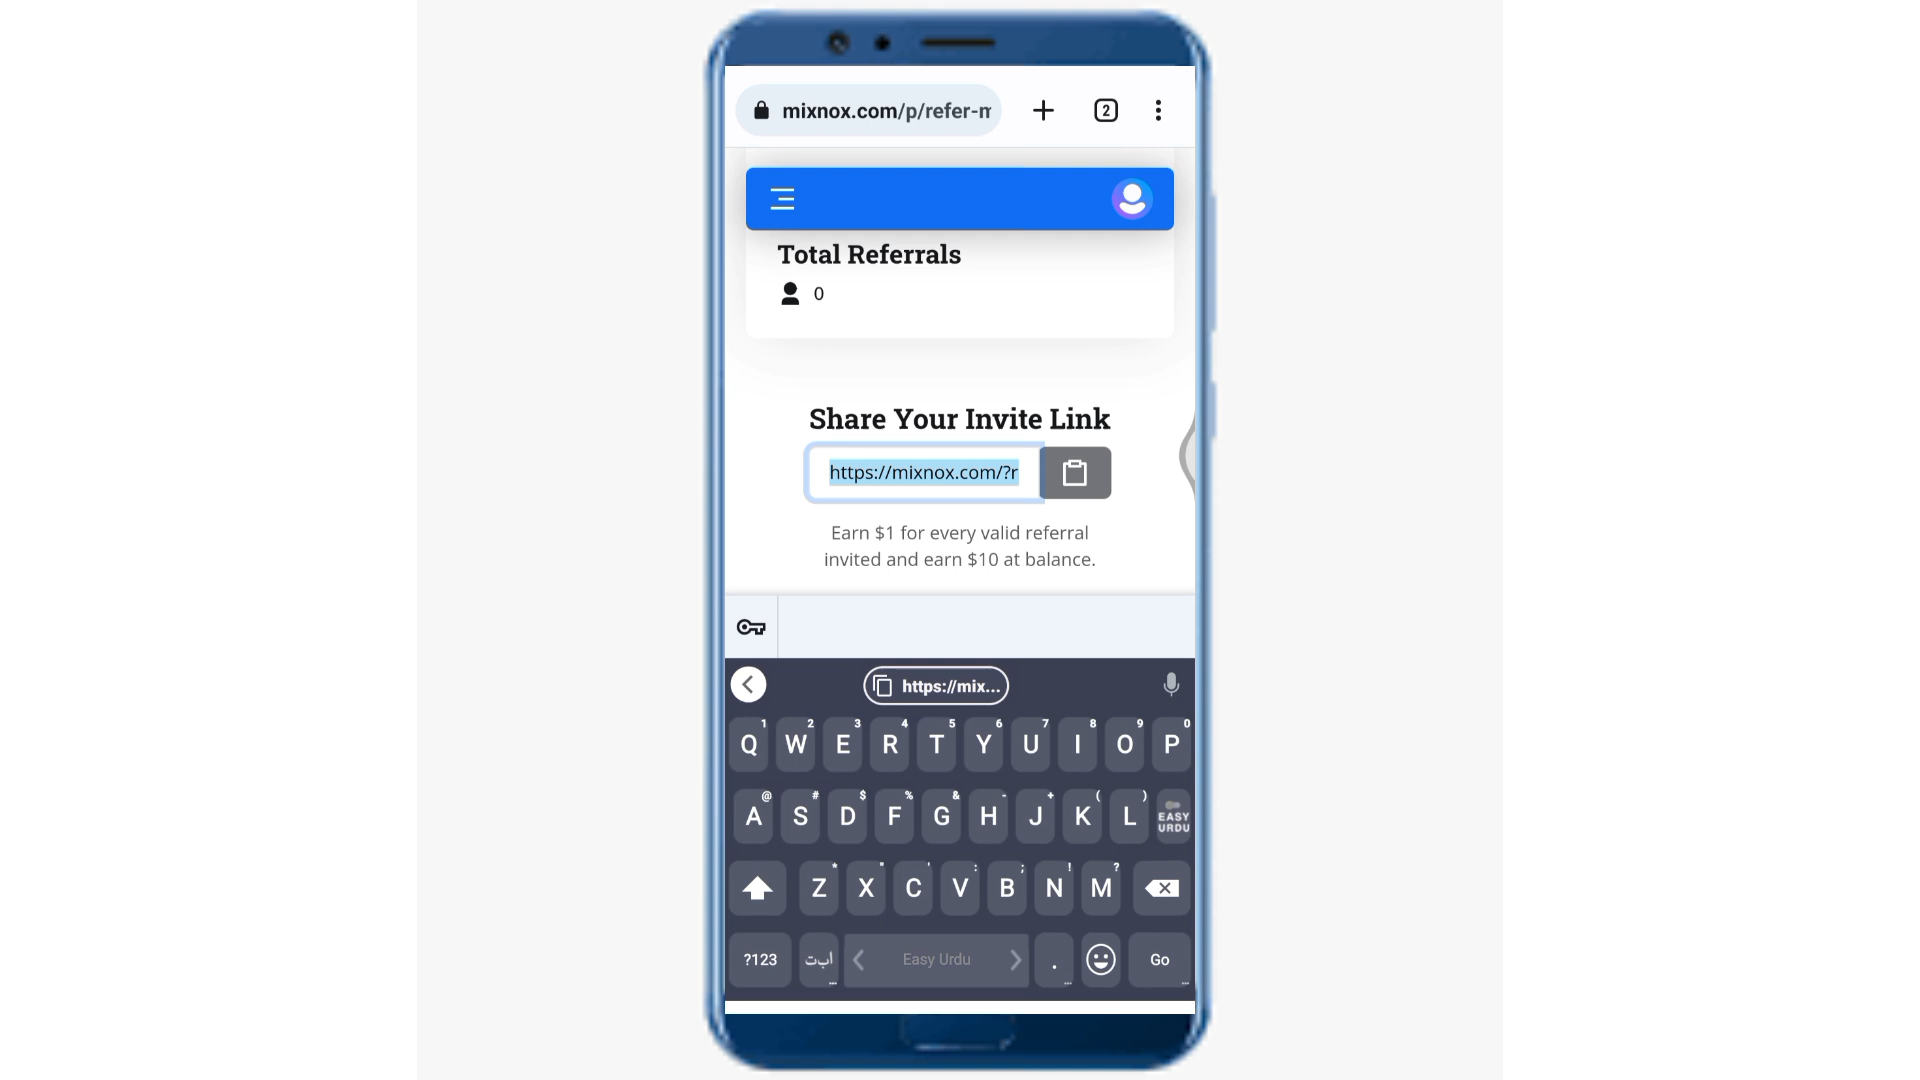 mixnox.com/p/refer-m
2
Total Referrals
0
Share Your Invite Link
https://mixnox.com/?r
Earn $1 for every valid referral
invited and earn $10 at balance.
https://mix...
1 2 3 4 5 6 7 8 9 0
Q W E R T Y U I O P
@ # $ % & - + ( )
A S D F G H J K L EASY URDU
* " ' : ; ! ?
Z X C V B N M
?123 ابت Easy Urdu . Go